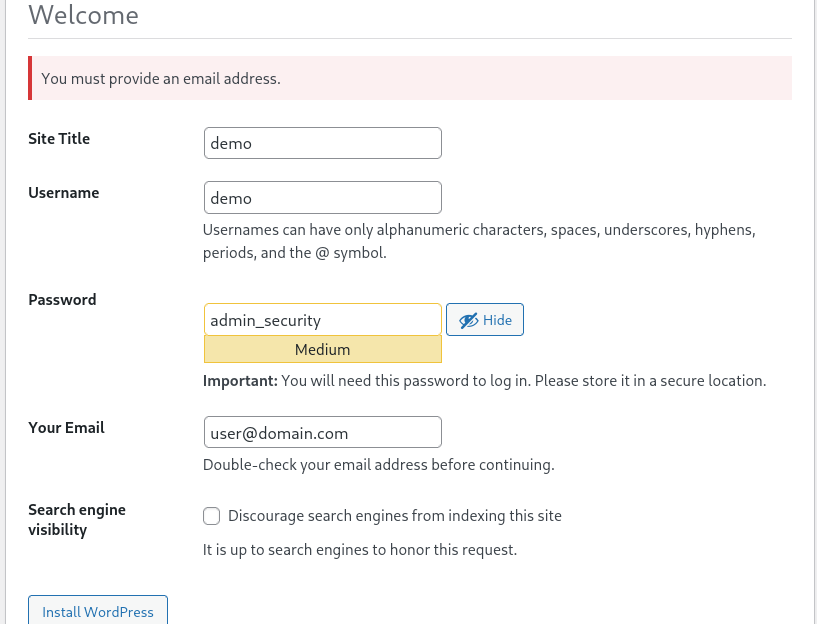 Welcome
You must provide an email address.
Site Title
demo
Username
demo
Usernames can have only alphanumeric characters, spaces, underscores, hyphens,
periods, and the @ symbol.
Password
admin_security
Hide
Medium
Important: You will need this password to log in. Please store it in a secure location.
Your Email
user@domain.com
Double-check your email address before continuing.
Search engine
visibility
Discourage search engines from indexing this site
It is up to search engines to honor this request.
Install WordPress